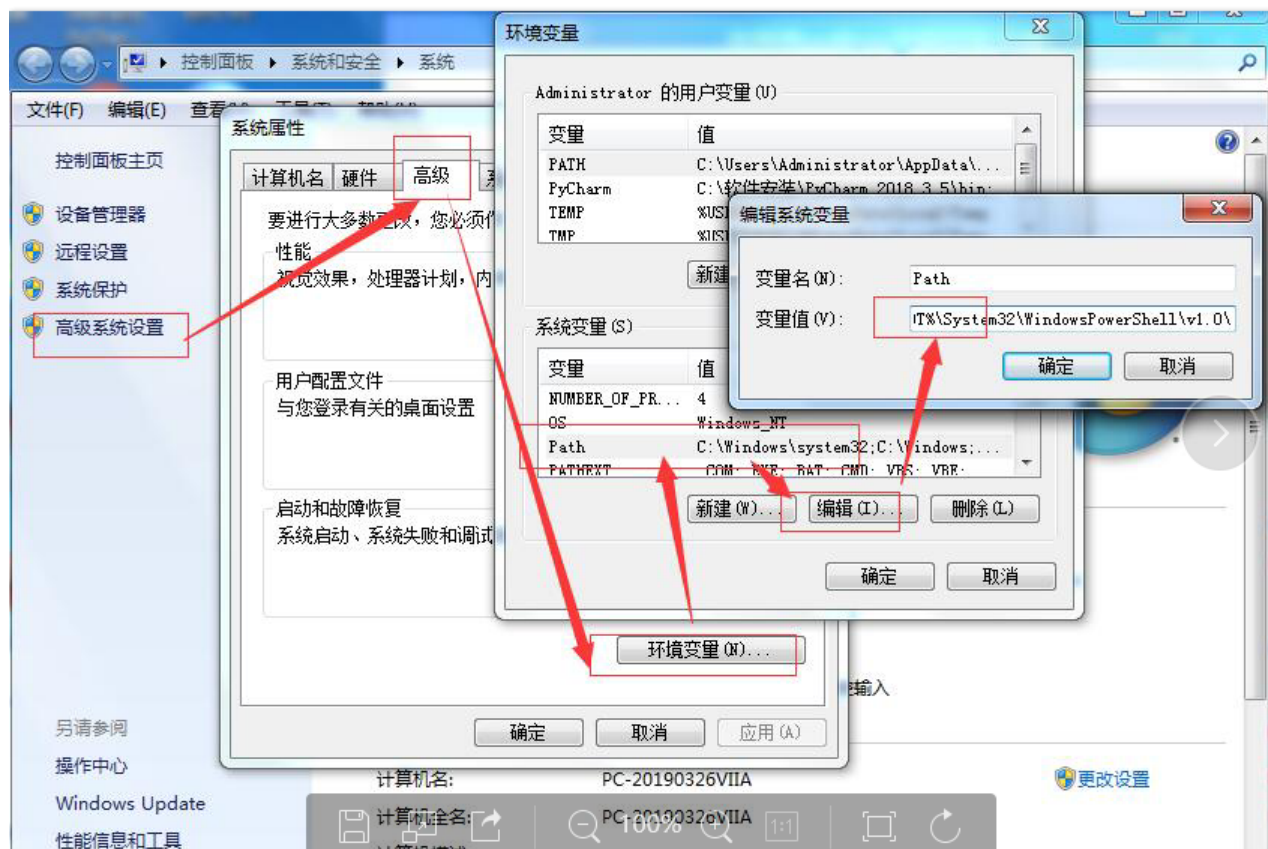 环境变量
控制面板 系统和安全 系统
文件(F) 编辑(E) 查看
系统属性
控制面板主页
设备管理器
远程设置
系统保护
高级系统设置
计算机名 硬件 高级
要进行大多数更改，您必须作
性能
视觉效果，处理器计划，内
用户配置文件
与您登录有关的桌面设置
启动和故障恢复
系统启动、系统失败和调试
环境变量(N)...
确定 取消 应用(A)
Administrator 的用户变量(U)
变量 值
PATH C:\Users\Administrator\AppData\...
PyCharm C:\软件安装\PyCharm 2018.3.5\bin;
TEMP
TMP
新建
系统变量(S)
变量 值
NUMBER_OF_PR... 4
OS Windows_NT
Path C:\Windows\system32;C:\Windows;...
PATHEXT .COM;.EXE;.BAT;.CMD;.VBS;.VBE;
新建(W)... 编辑(I)... 删除(L)
确定 取消
编辑系统变量
变量名(N): Path
变量值(V): T%\System32\WindowsPowerShell\v1.0\
确定 取消
输入
另请参阅
操作中心
Windows Update
性能信息和工具
计算机名: PC-20190326VIIA
更改设置
计算机全名: PC-20190326VIIA
100%
1:1